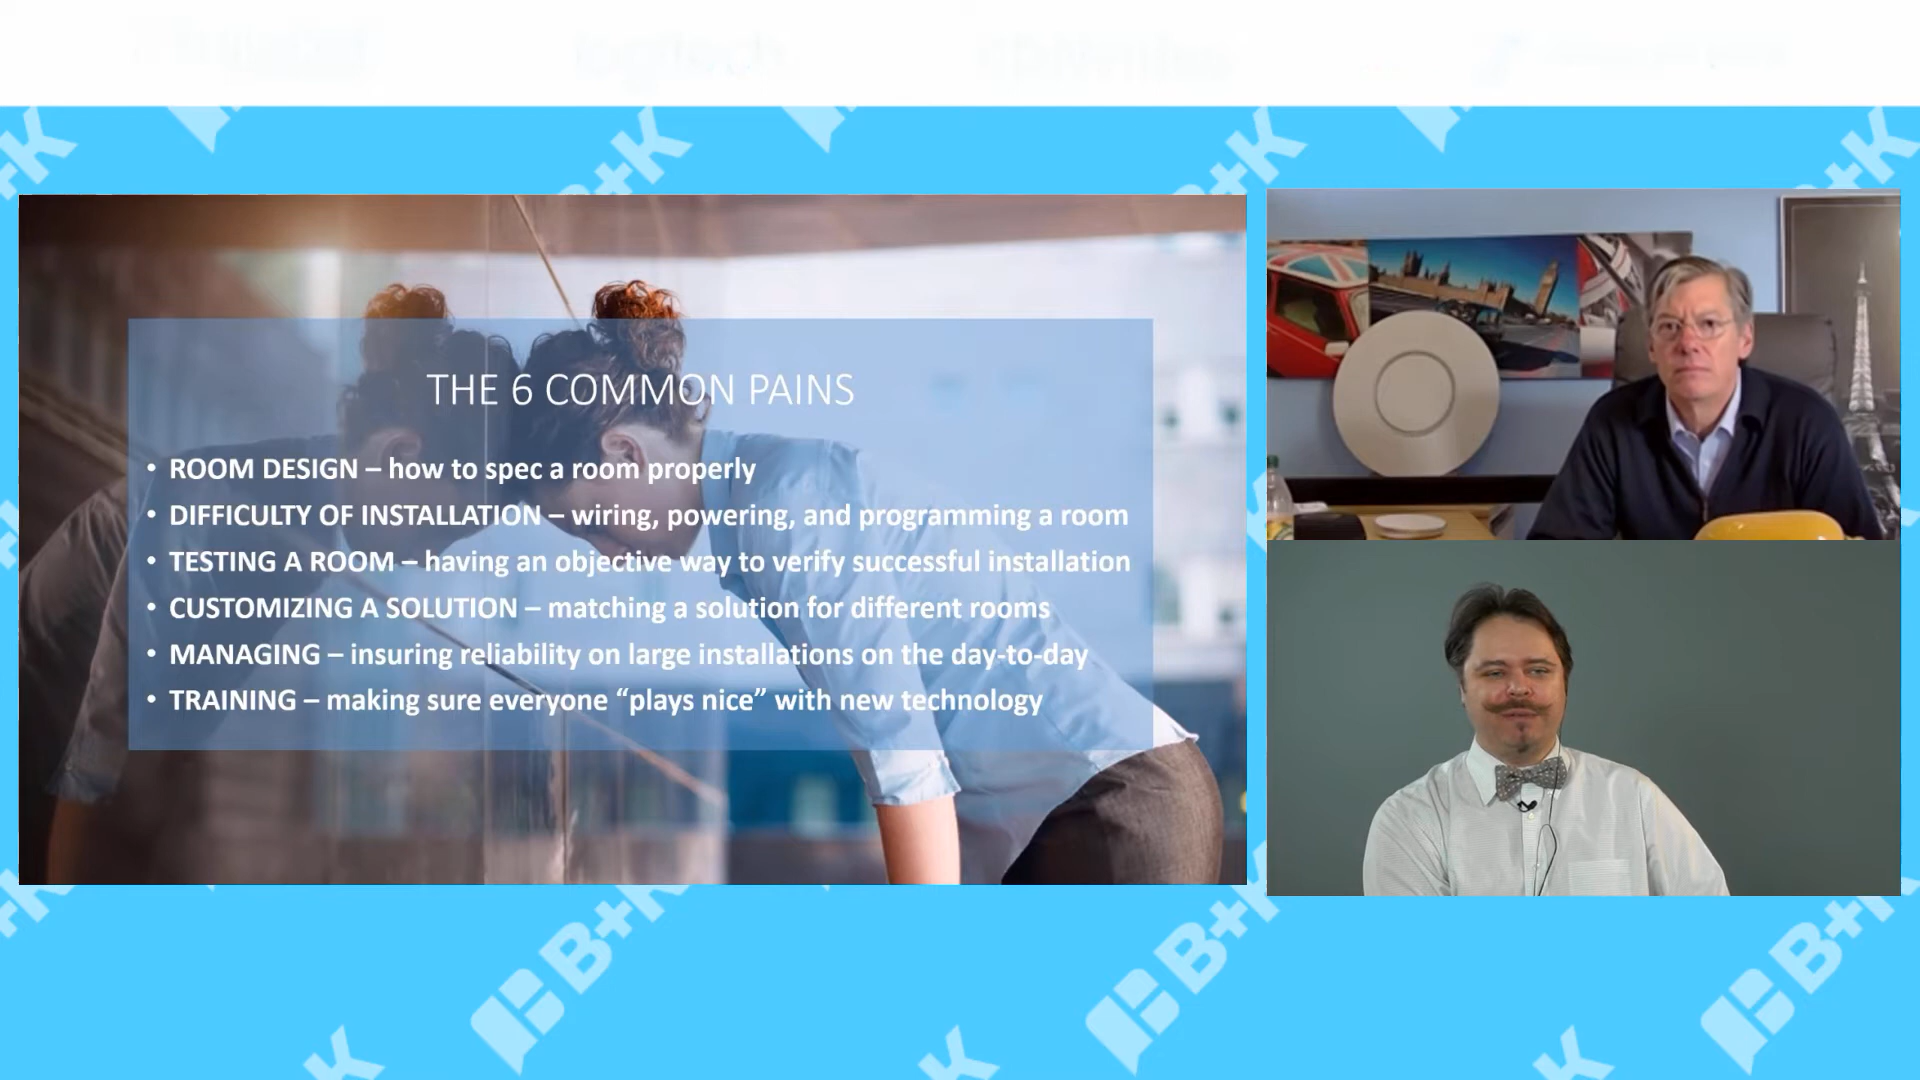 THE 6 COMMON PAINS
• ROOM DESIGN – how to spec a room properly
• DIFFICULTY OF INSTALLATION – wiring, powering, and programming a room
• TESTING A ROOM – having an objective way to verify successful installation
• CUSTOMIZING A SOLUTION – matching a solution for different rooms
• MANAGING – insuring reliability on large installations on the day-to-day
• TRAINING – making sure everyone “plays nice” with new technology
B+K
B+K
B+K
B+K
B+K
B+K
B+K